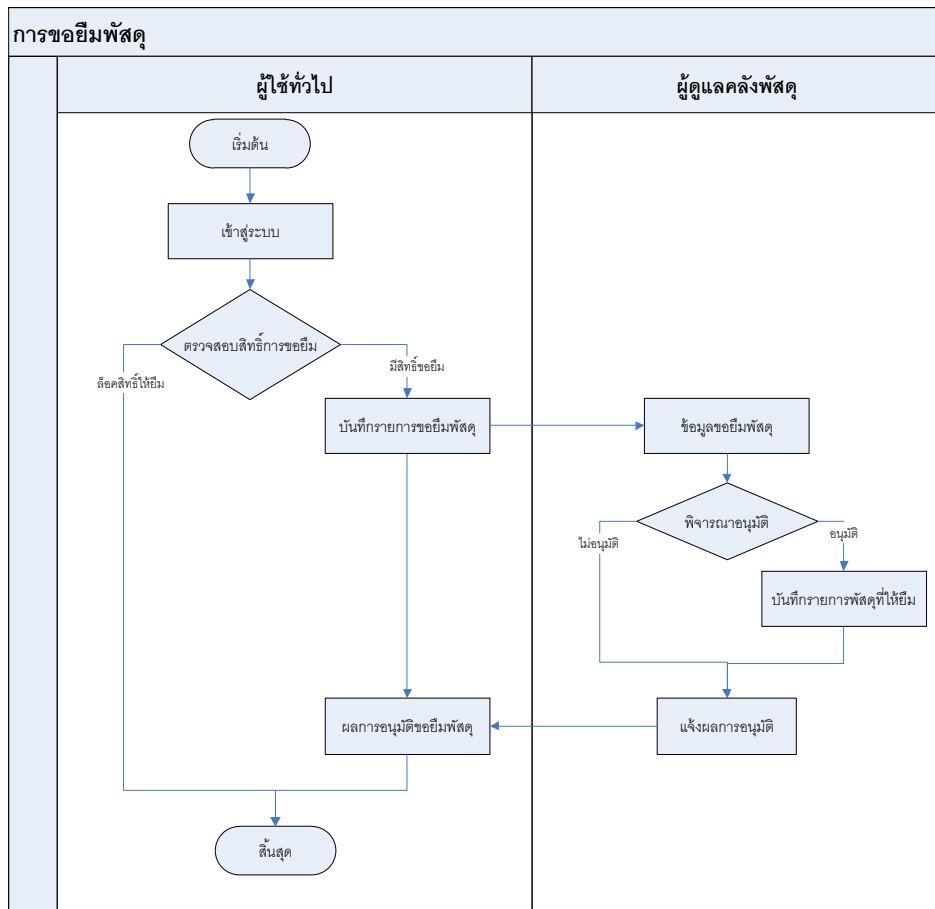 การขอยืมพัสดุ
ผู้ใช้ทั่วไป
ผู้ดูแลคลังพัสดุ
เริ่มต้น
เข้าสู่ระบบ
ตรวจสอบสิทธิ์การขอยืม
ล็อคสิทธิ์ให้ยืม
มีสิทธิ์ขอยืม
บันทึกรายการขอยืมพัสดุ
ข้อมูลขอยืมพัสดุ
พิจารณาอนุมัติ
ไม่อนุมัติ
อนุมัติ
บันทึกรายการพัสดุที่ให้ยืม
ผลการอนุมัติขอยืมพัสดุ
แจ้งผลการอนุมัติ
สิ้นสุด